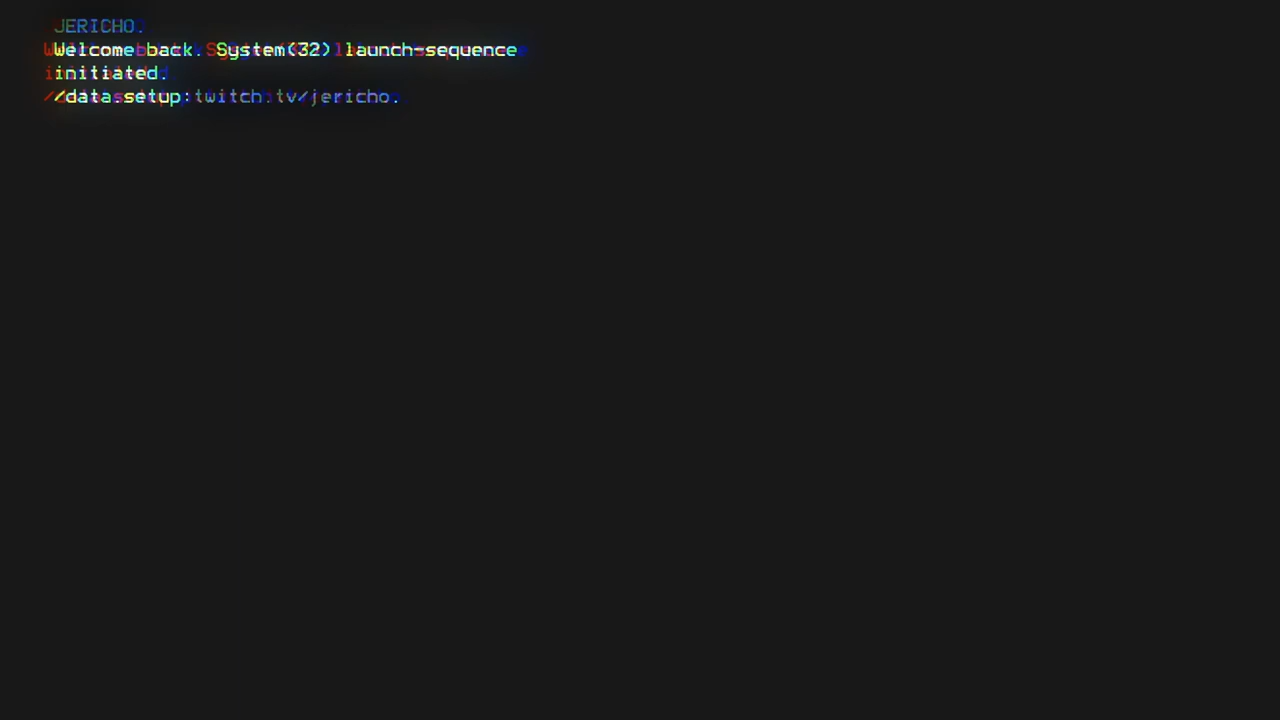 JERICHO.
Welcome back. System(32) launch-sequence
initiated.
//data.setup:twitch.tv/jericho.